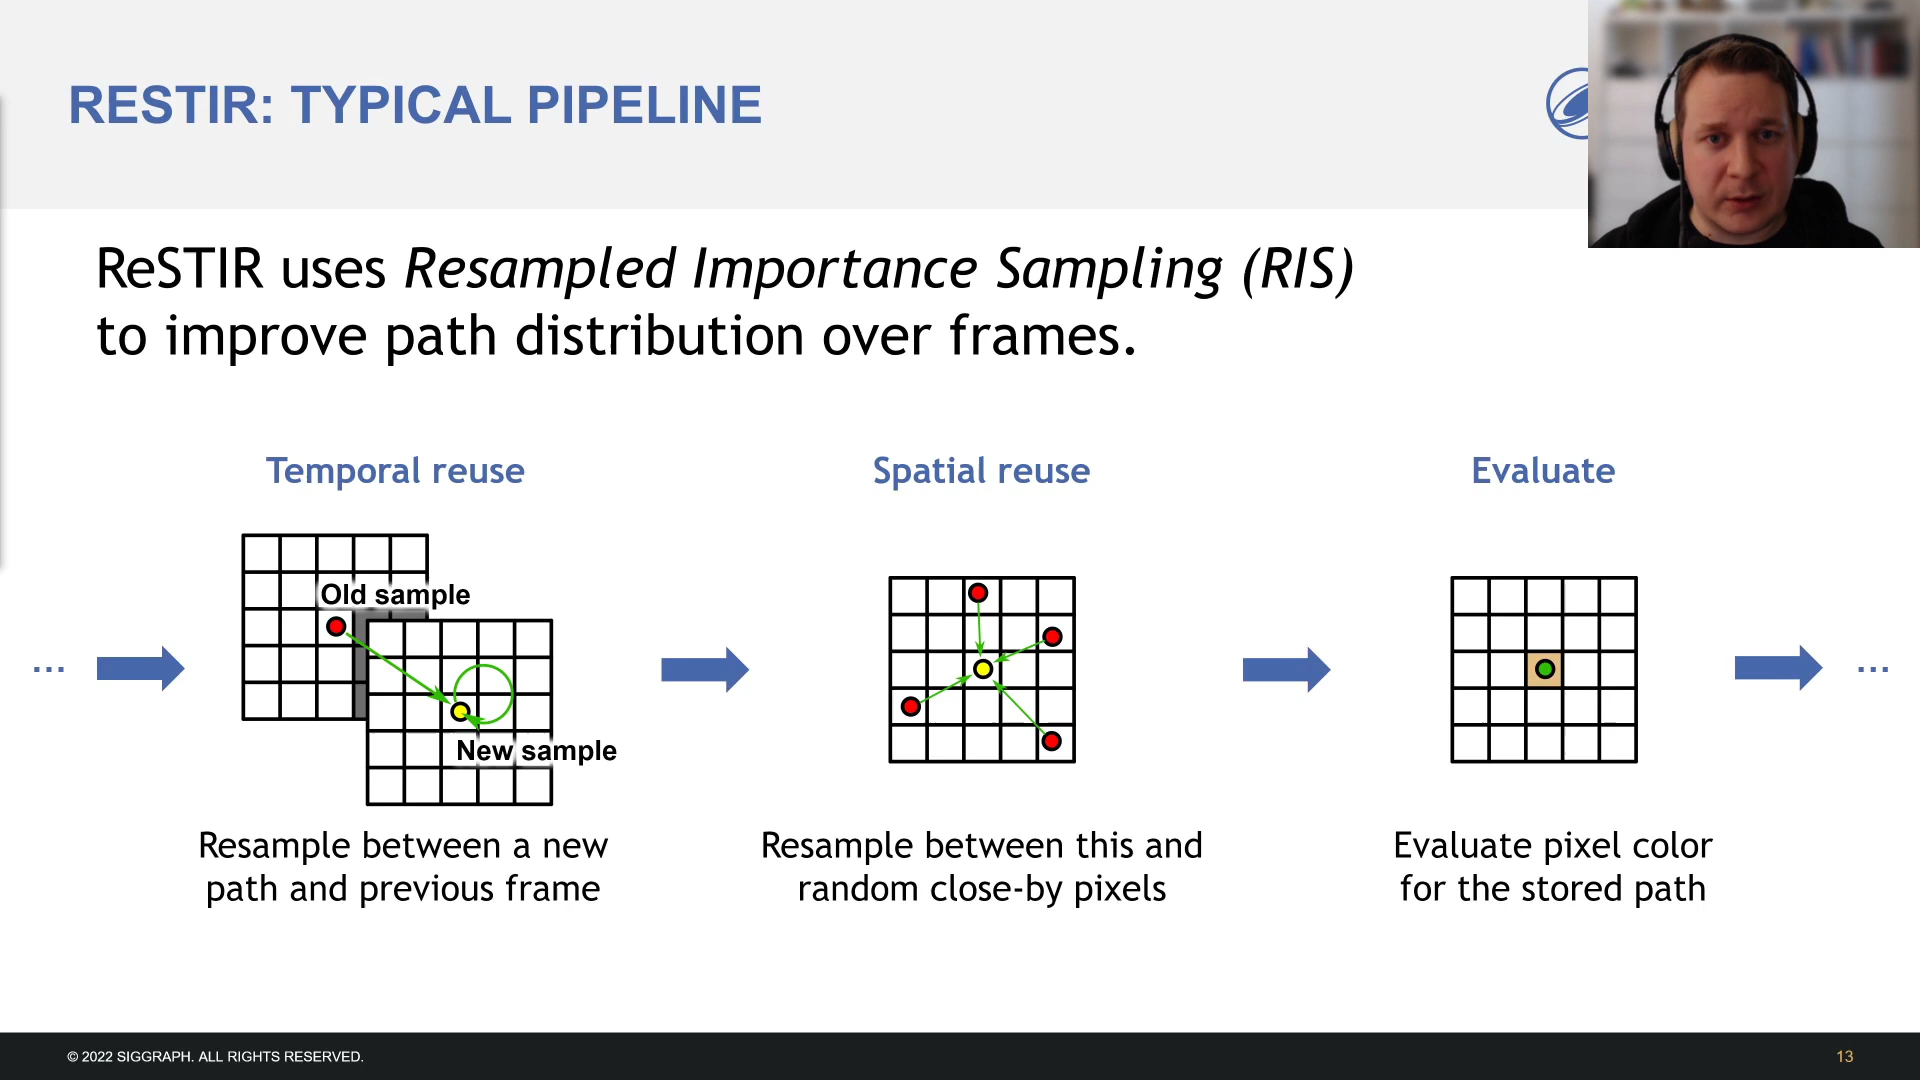 RESTIR: TYPICAL PIPELINE
ReSTIR uses Resampled Importance Sampling (RIS)
to improve path distribution over frames.
Temporal reuse
Spatial reuse
Evaluate
Old sample
New sample
...
...
Resample between a new
path and previous frame
Resample between this and
random close-by pixels
Evaluate pixel color
for the stored path
© 2022 SIGGRAPH. ALL RIGHTS RESERVED.
13